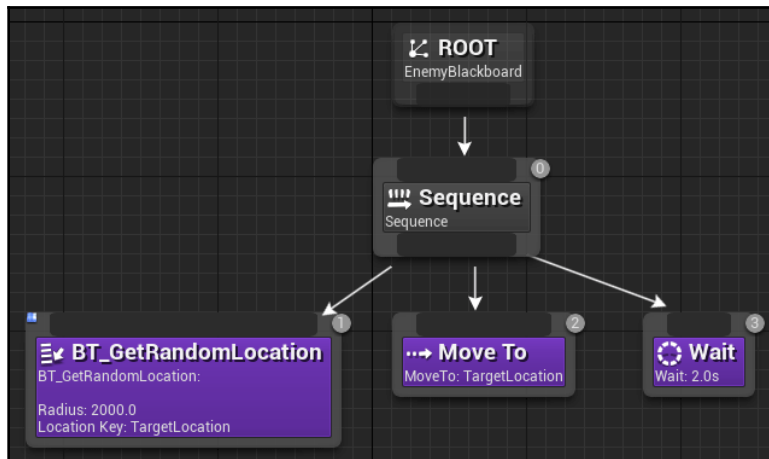 ROOT
EnemyBlackboard
0
Sequence
Sequence
1
BT_GetRandomLocation
BT_GetRandomLocation:
Radius: 2000.0
Location Key: TargetLocation
2
Move To
MoveTo: TargetLocation
3
Wait
Wait: 2.0s